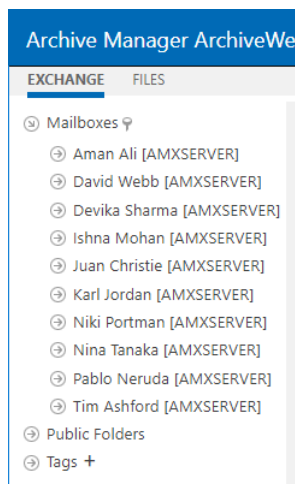 Archive Manager ArchiveWe
EXCHANGE FILES
Mailboxes
Aman Ali [AMXSERVER]
David Webb [AMXSERVER]
Devika Sharma [AMXSERVER]
Ishna Mohan [AMXSERVER]
Juan Christie [AMXSERVER]
Karl Jordan [AMXSERVER]
Niki Portman [AMXSERVER]
Nina Tanaka [AMXSERVER]
Pablo Neruda [AMXSERVER]
Tim Ashford [AMXSERVER]
Public Folders
Tags +